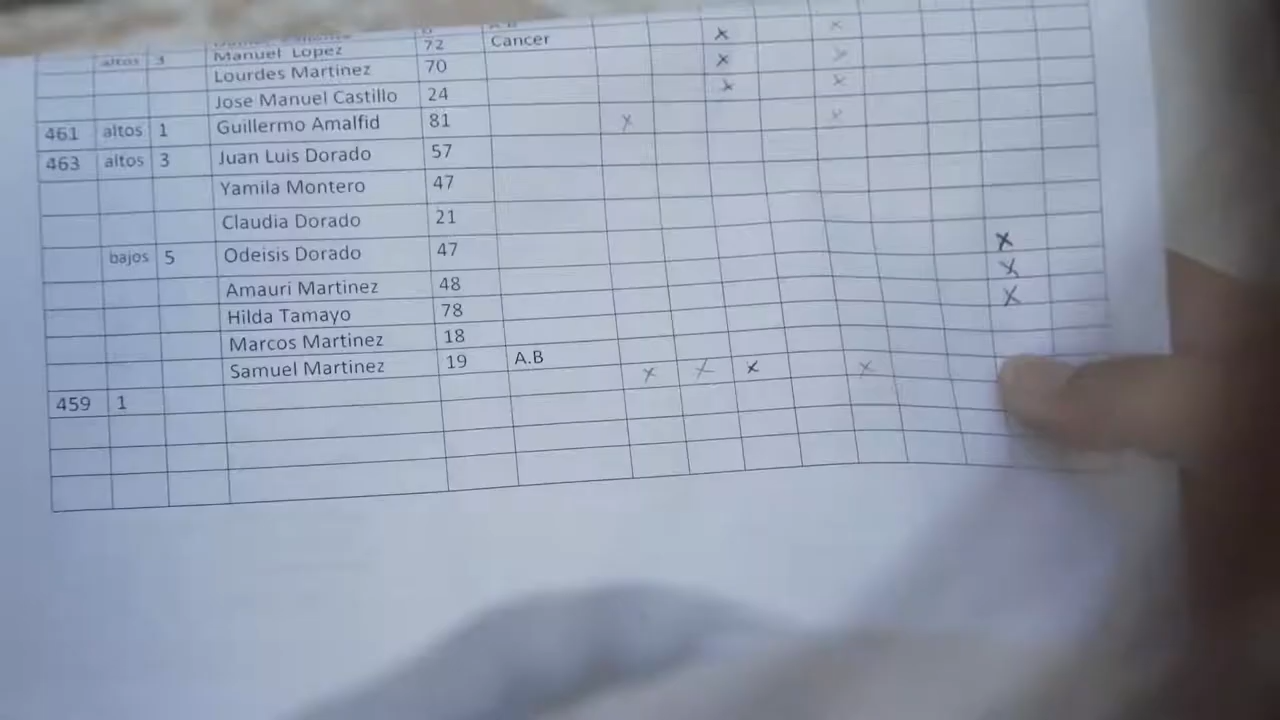 altos 3 Manuel Lopez 72 Cancer x x
Lourdes Martinez 70 x x
Jose Manuel Castillo 24 x x
461 altos 1 Guillermo Amalfid 81 x x
463 altos 3 Juan Luis Dorado 57
Yamila Montero 47
Claudia Dorado 21
bajos 5 Odeisis Dorado 47 x
Amauri Martinez 48 x
Hilda Tamayo 78 x
Marcos Martinez 18
Samuel Martinez 19 A.B x x x x
459 1